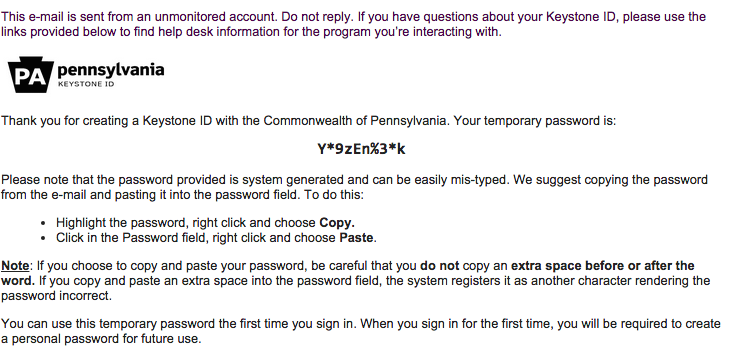 This e-mail is sent from an unmonitored account. Do not reply. If you have questions about your Keystone ID, please use the
links provided below to find help desk information for the program you're interacting with.
PA pennsylvania
KEYSTONE ID
Thank you for creating a Keystone ID with the Commonwealth of Pennsylvania. Your temporary password is:
Y*9zEn%3*k
Please note that the password provided is system generated and can be easily mis-typed. We suggest copying the password
from the e-mail and pasting it into the password field. To do this:
• Highlight the password, right click and choose Copy.
• Click in the Password field, right click and choose Paste.
Note: If you choose to copy and paste your password, be careful that you do not copy an extra space before or after the
word. If you copy and paste an extra space into the password field, the system registers it as another character rendering the
password incorrect.
You can use this temporary password the first time you sign in. When you sign in for the first time, you will be required to create
a personal password for future use.